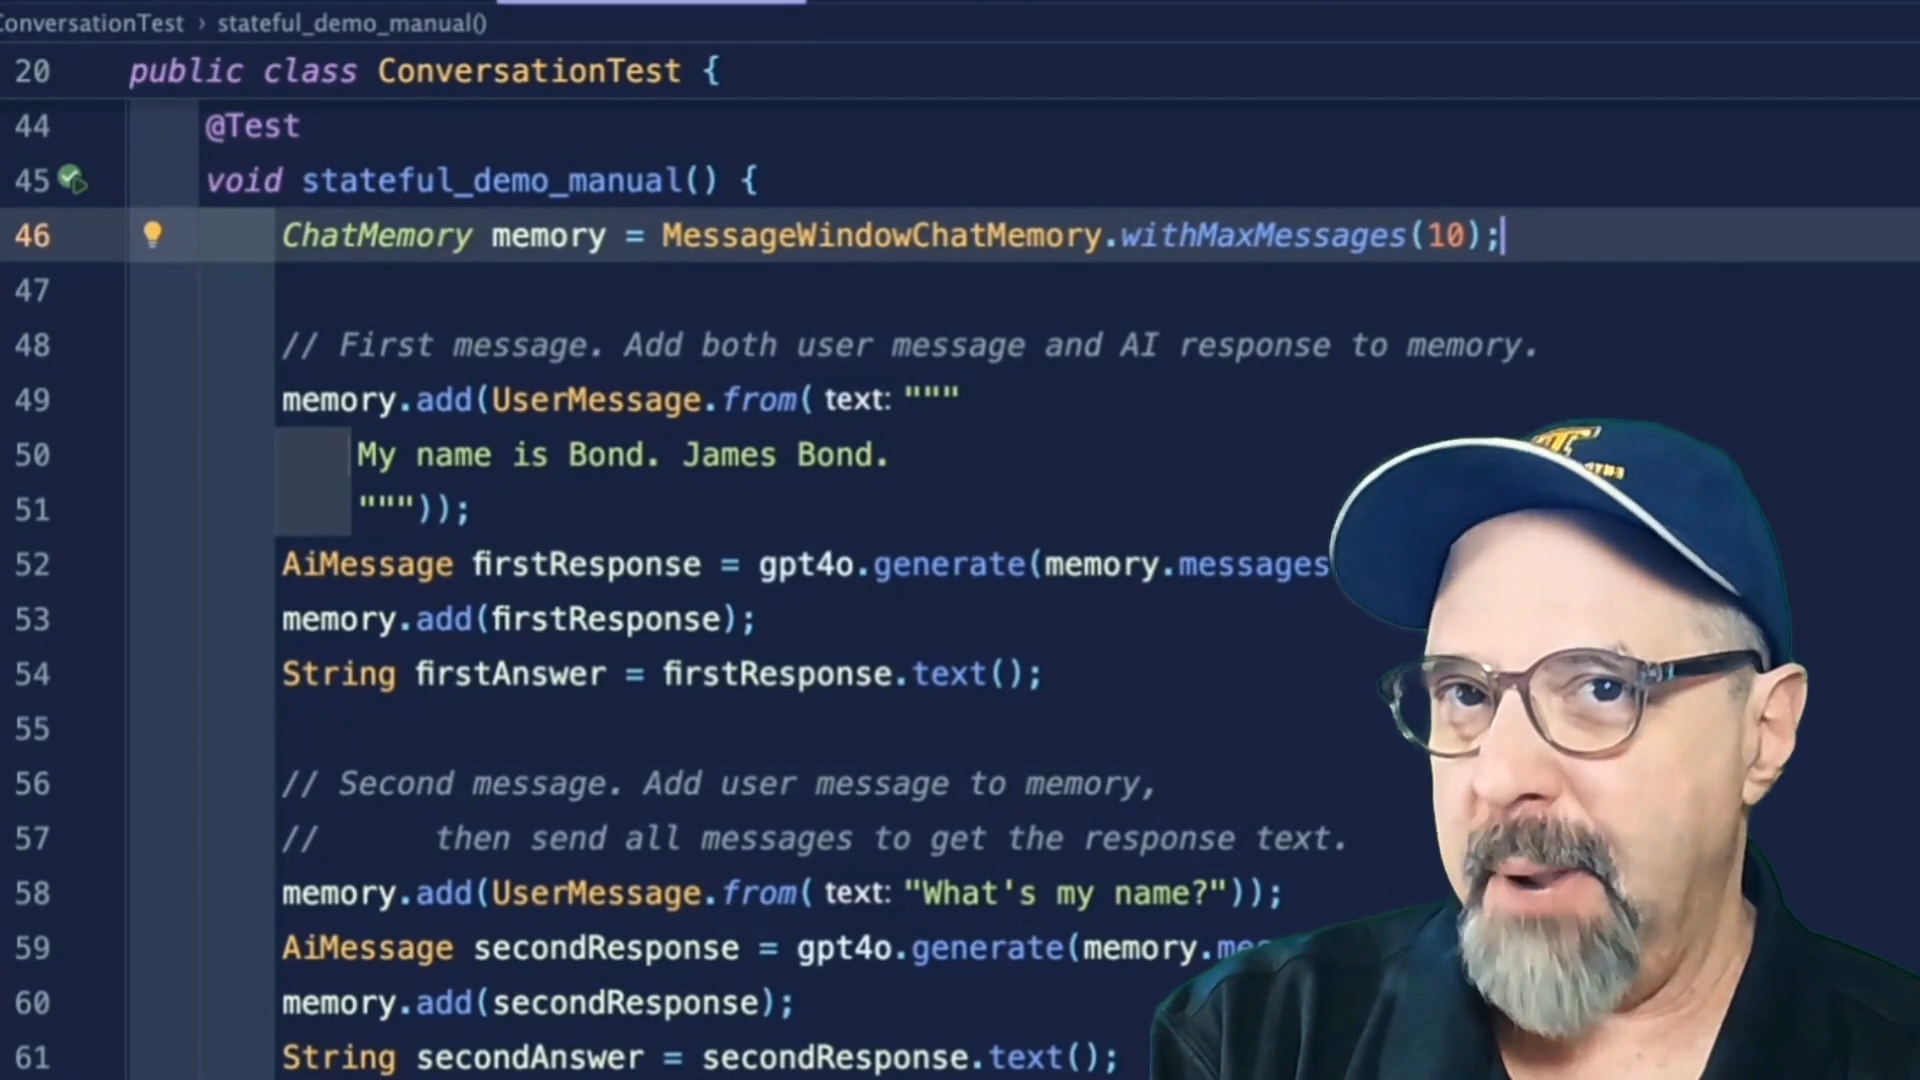 ConversationTest › stateful_demo_manual()
20 public class ConversationTest {
44 @Test
45 void stateful_demo_manual() {
46 ChatMemory memory = MessageWindowChatMemory.withMaxMessages(10);
47
48 // First message. Add both user message and AI response to memory.
49 memory.add(UserMessage.from( text: """
50 My name is Bond. James Bond.
51 """));
52 AiMessage firstResponse = gpt4o.generate(memory.messages
53 memory.add(firstResponse);
54 String firstAnswer = firstResponse.text();
55
56 // Second message. Add user message to memory,
57 // then send all messages to get the response text.
58 memory.add(UserMessage.from( text: "What's my name?"));
59 AiMessage secondResponse = gpt4o.generate(memory.mes
60 memory.add(secondResponse);
61 String secondAnswer = secondResponse.text();